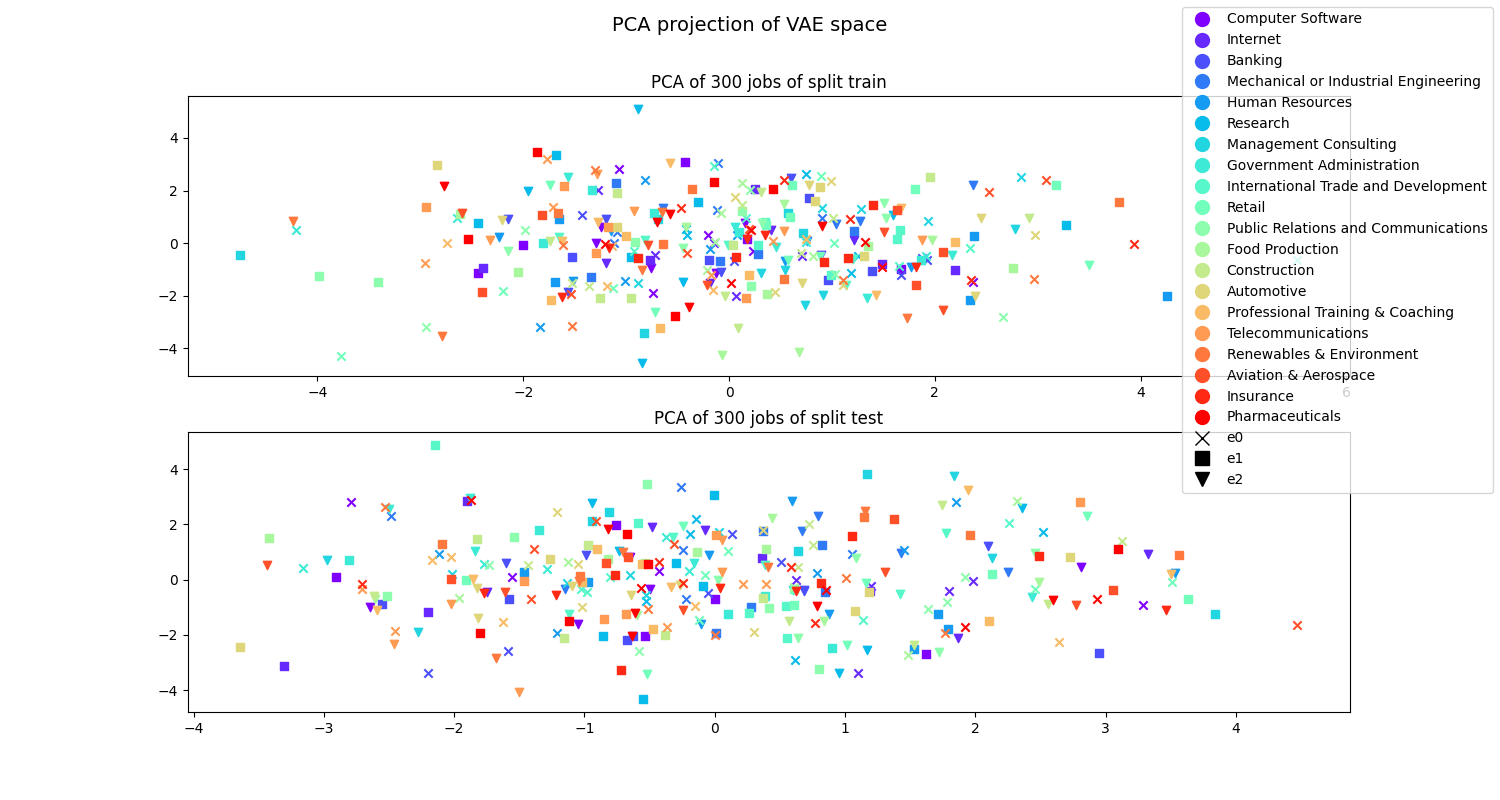 PCA projection of VAE space
PCA of 300 jobs of split train
4
2
0
−2
−4
−4
−2
0
2
4
6
PCA of 300 jobs of split test
4
2
0
−2
−4
−4
−3
−2
−1
0
1
2
3
4
Computer Software
Internet
Banking
Mechanical or Industrial Engineering
Human Resources
Research
Management Consulting
Government Administration
International Trade and Development
Retail
Public Relations and Communications
Food Production
Construction
Automotive
Professional Training & Coaching
Telecommunications
Renewables & Environment
Aviation & Aerospace
Insurance
Pharmaceuticals
e0
e1
e2